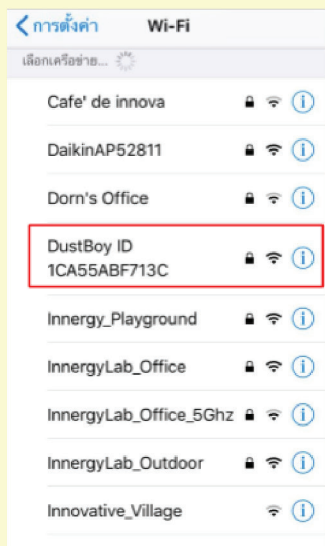 การตั้งค่า Wi-Fi
เลือกเครือข่าย...
Cafe' de innova
DaikinAP52811
Dorn's Office
DustBoy ID
1CA55ABF713C
Innergy_Playground
InnergyLab_Office
InnergyLab_Office_5Ghz
InnergyLab_Outdoor
Innovative_Village